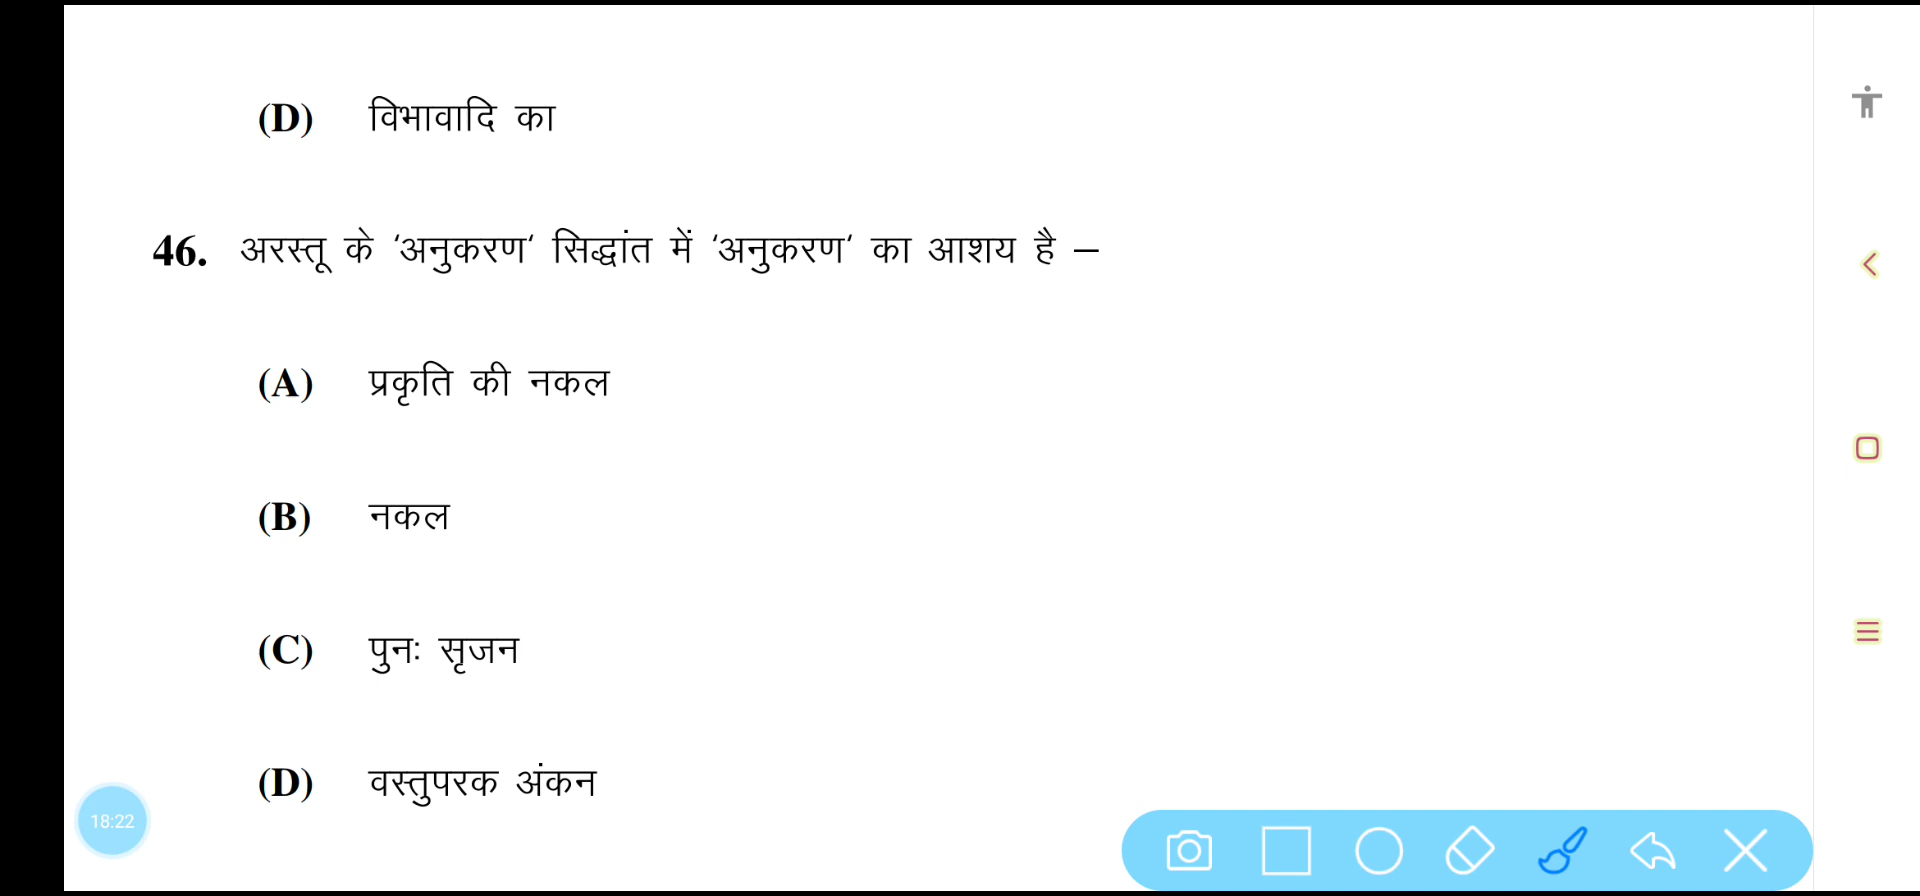 (D) विभावादि का
46. अरस्तू के ‘अनुकरण‘ सिद्धांत में ‘अनुकरण‘ का आशय है –
(A) प्रकृति की नकल
(B) नकल
(C) पुनः सृजन
(D) वस्तुपरक अंकन
18:22